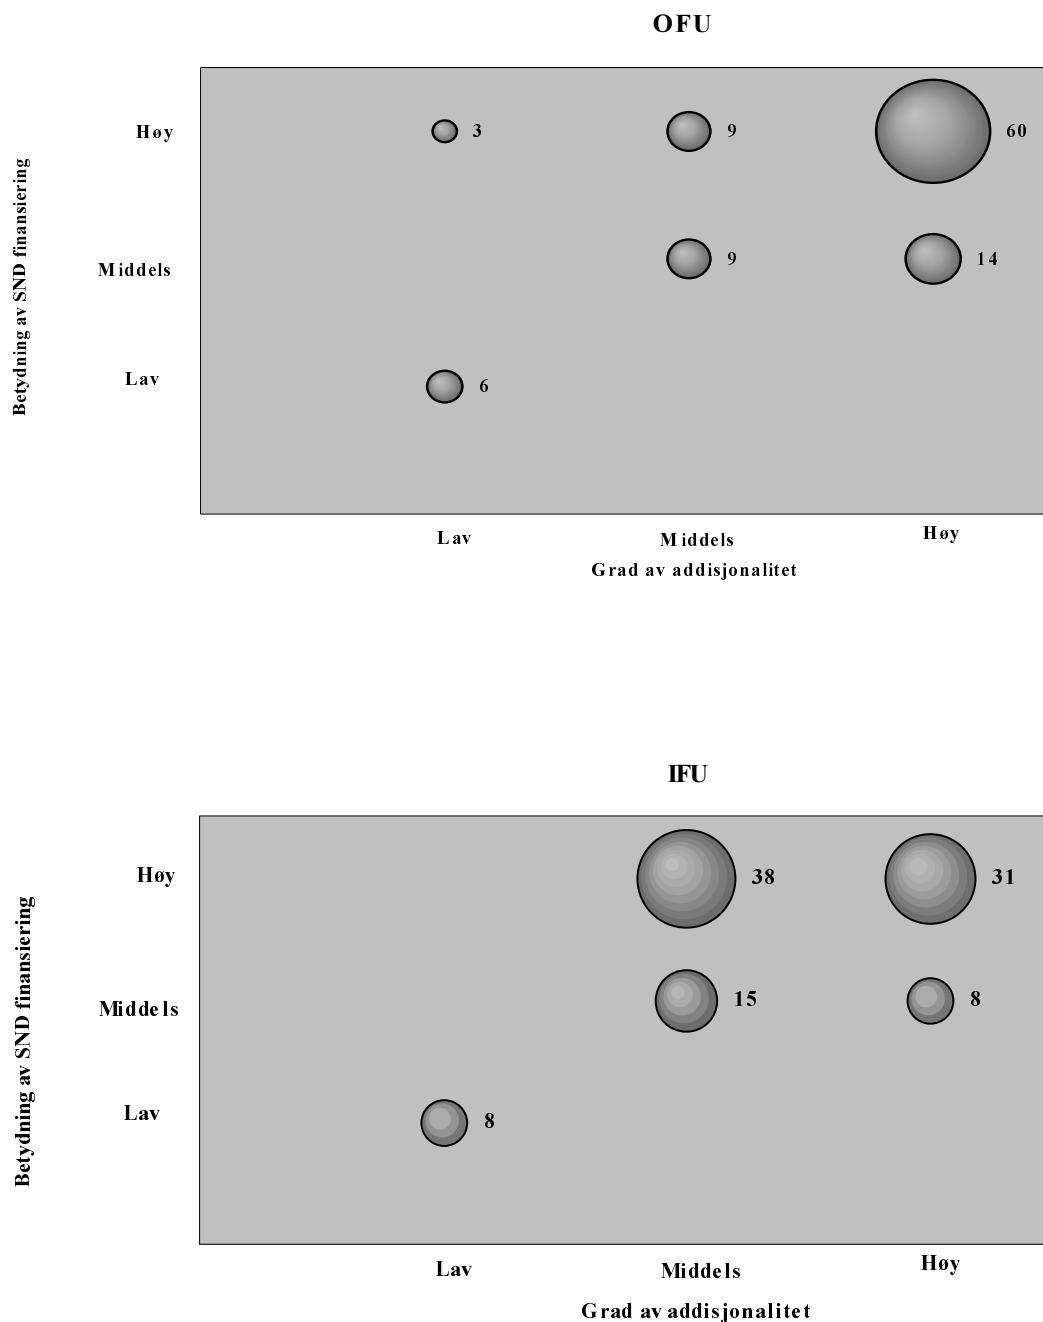 OFU
Høy
3
9
60
Betydning av SND finansiering
Middels
9
14
Lav
6
Lav
Middels
Høy
Grad av addisjonalitet
IFU
Høy
38
31
Betydning av SND finansiering
Middels
15
8
Lav
8
Lav
Middels
Høy
Grad av addisjonalitet